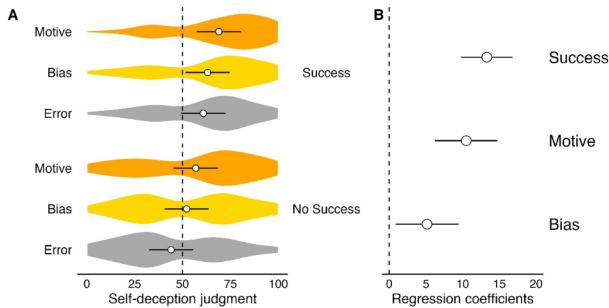 A
Motive
Bias
Success
Error
Motive
Bias
No Success
Error
0 25 50 75 100
Self-deception judgment
B
Success
Motive
Bias
0 5 10 15 20
Regression coefficients